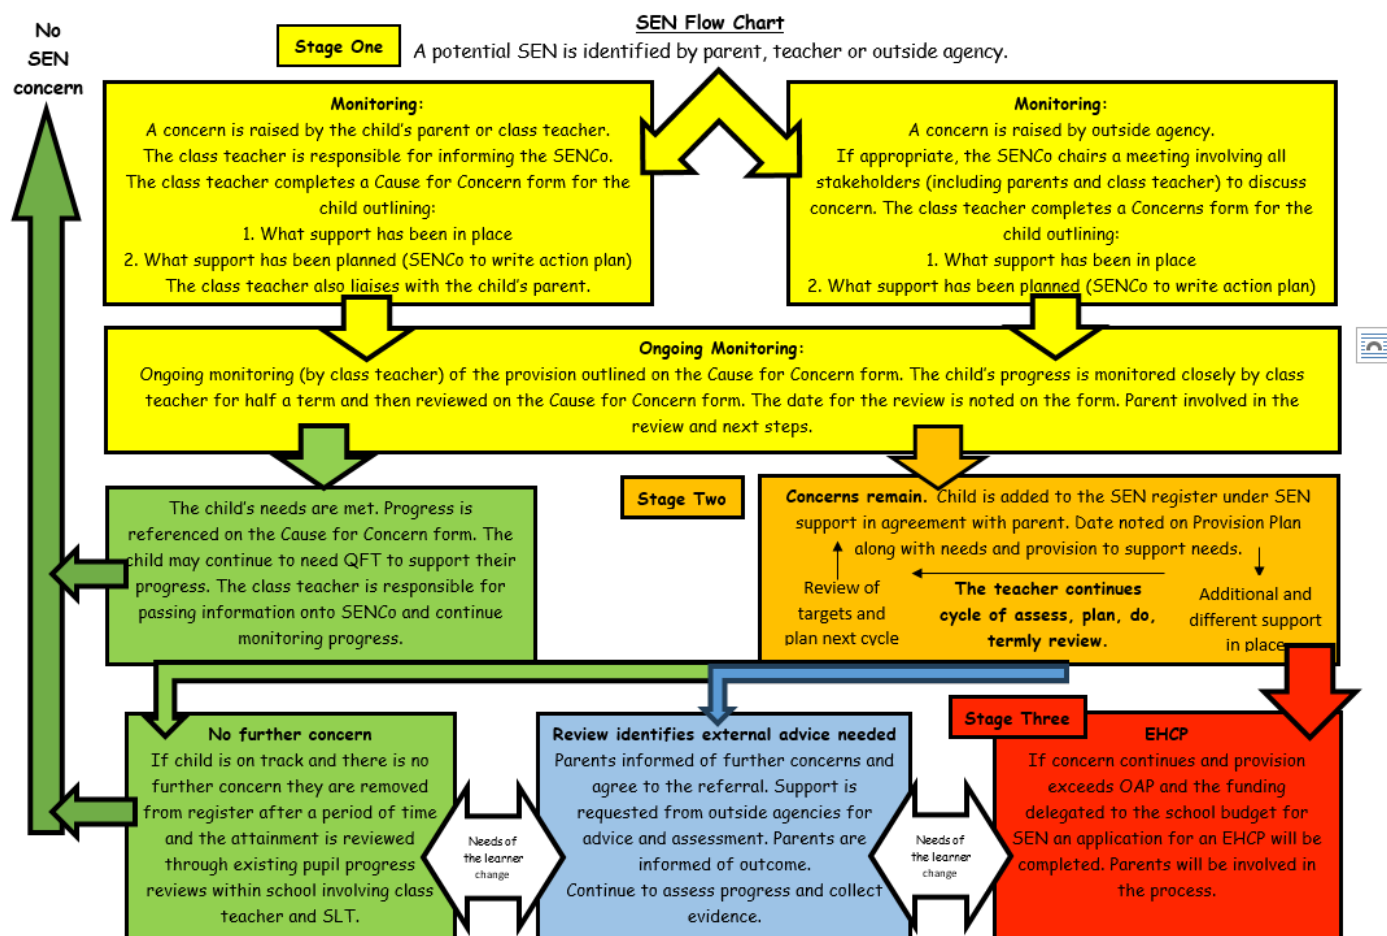 SEN Flow Chart
No
SEN
concern
Stage One
A potential SEN is identified by parent, teacher or outside agency.
Monitoring:
A concern is raised by the child's parent or class teacher.
The class teacher is responsible for informing the SENCo.
The class teacher completes a Cause for Concern form for the
child outlining:
1. What support has been in place
2. What support has been planned (SENCo to write action plan)
The class teacher also liaises with the child's parent.
Monitoring:
A concern is raised by outside agency.
If appropriate, the SENCo chairs a meeting involving all
stakeholders (including parents and class teacher) to discuss
concern. The class teacher completes a Concerns form for the
child outlining:
1. What support has been in place
2. What support has been planned (SENCo to write action plan)
Ongoing Monitoring:
Ongoing monitoring (by class teacher) of the provision outlined on the Cause for Concern form. The child's progress is monitored closely by class
teacher for half a term and then reviewed on the Cause for Concern form. The date for the review is noted on the form. Parent involved in the
review and next steps.
The child's needs are met. Progress is
referenced on the Cause for Concern form. The
child may continue to need QFT to support their
progress. The class teacher is responsible for
passing information onto SENCo and continue
monitoring progress.
Stage Two
Concerns remain. Child is added to the SEN register under SEN
support in agreement with parent. Date noted on Provision Plan
along with needs and provision to support needs.
Review of
targets and
plan next cycle
The teacher continues
cycle of assess, plan, do,
termly review.
Additional and
different support
in place
No further concern
If child is on track and there is no
further concern they are removed
from register after a period of time
and the attainment is reviewed
through existing pupil progress
reviews within school involving class
teacher and SLT.
Needs of
the learner
change
Review identifies external advice needed
Parents informed of further concerns and
agree to the referral. Support is
requested from outside agencies for
advice and assessment. Parents are
informed of outcome.
Continue to assess progress and collect
evidence.
Needs of
the learner
change
Stage Three
EHCP
If concern continues and provision
exceeds OAP and the funding
delegated to the school budget for
SEN an application for an EHCP will be
completed. Parents will be involved in
the process.